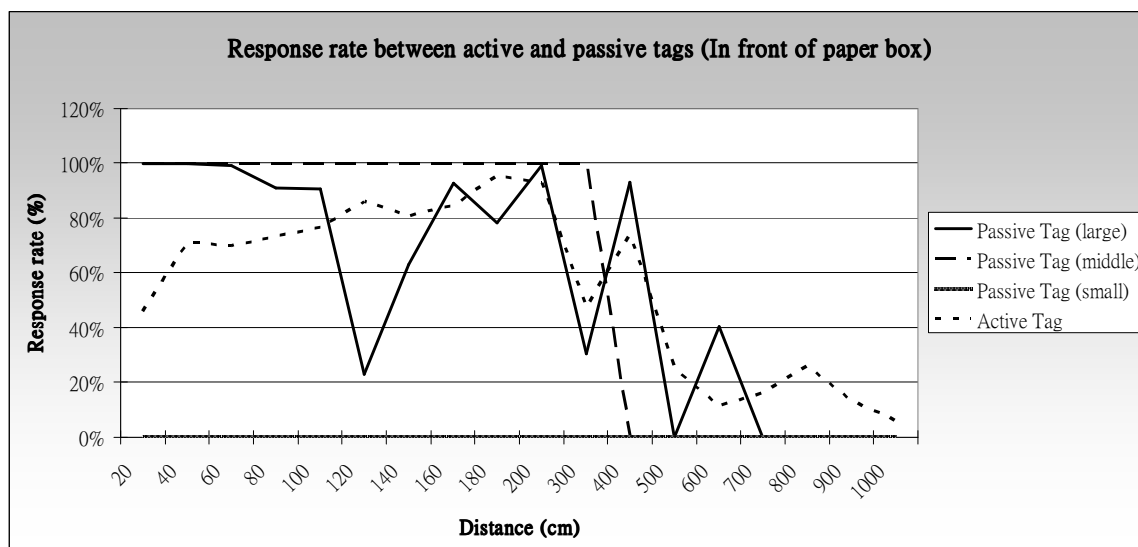 Response rate between active and passive tags (In front of paper box)
120%
100%
80%
60%
40%
20%
0%
Response rate (%)
20 40 60 80 100 120 140 160 180 200 300 400 500 600 700 800 900 1000
Distance (cm)
Passive Tag (large)
Passive Tag (middle)
Passive Tag (small)
Active Tag